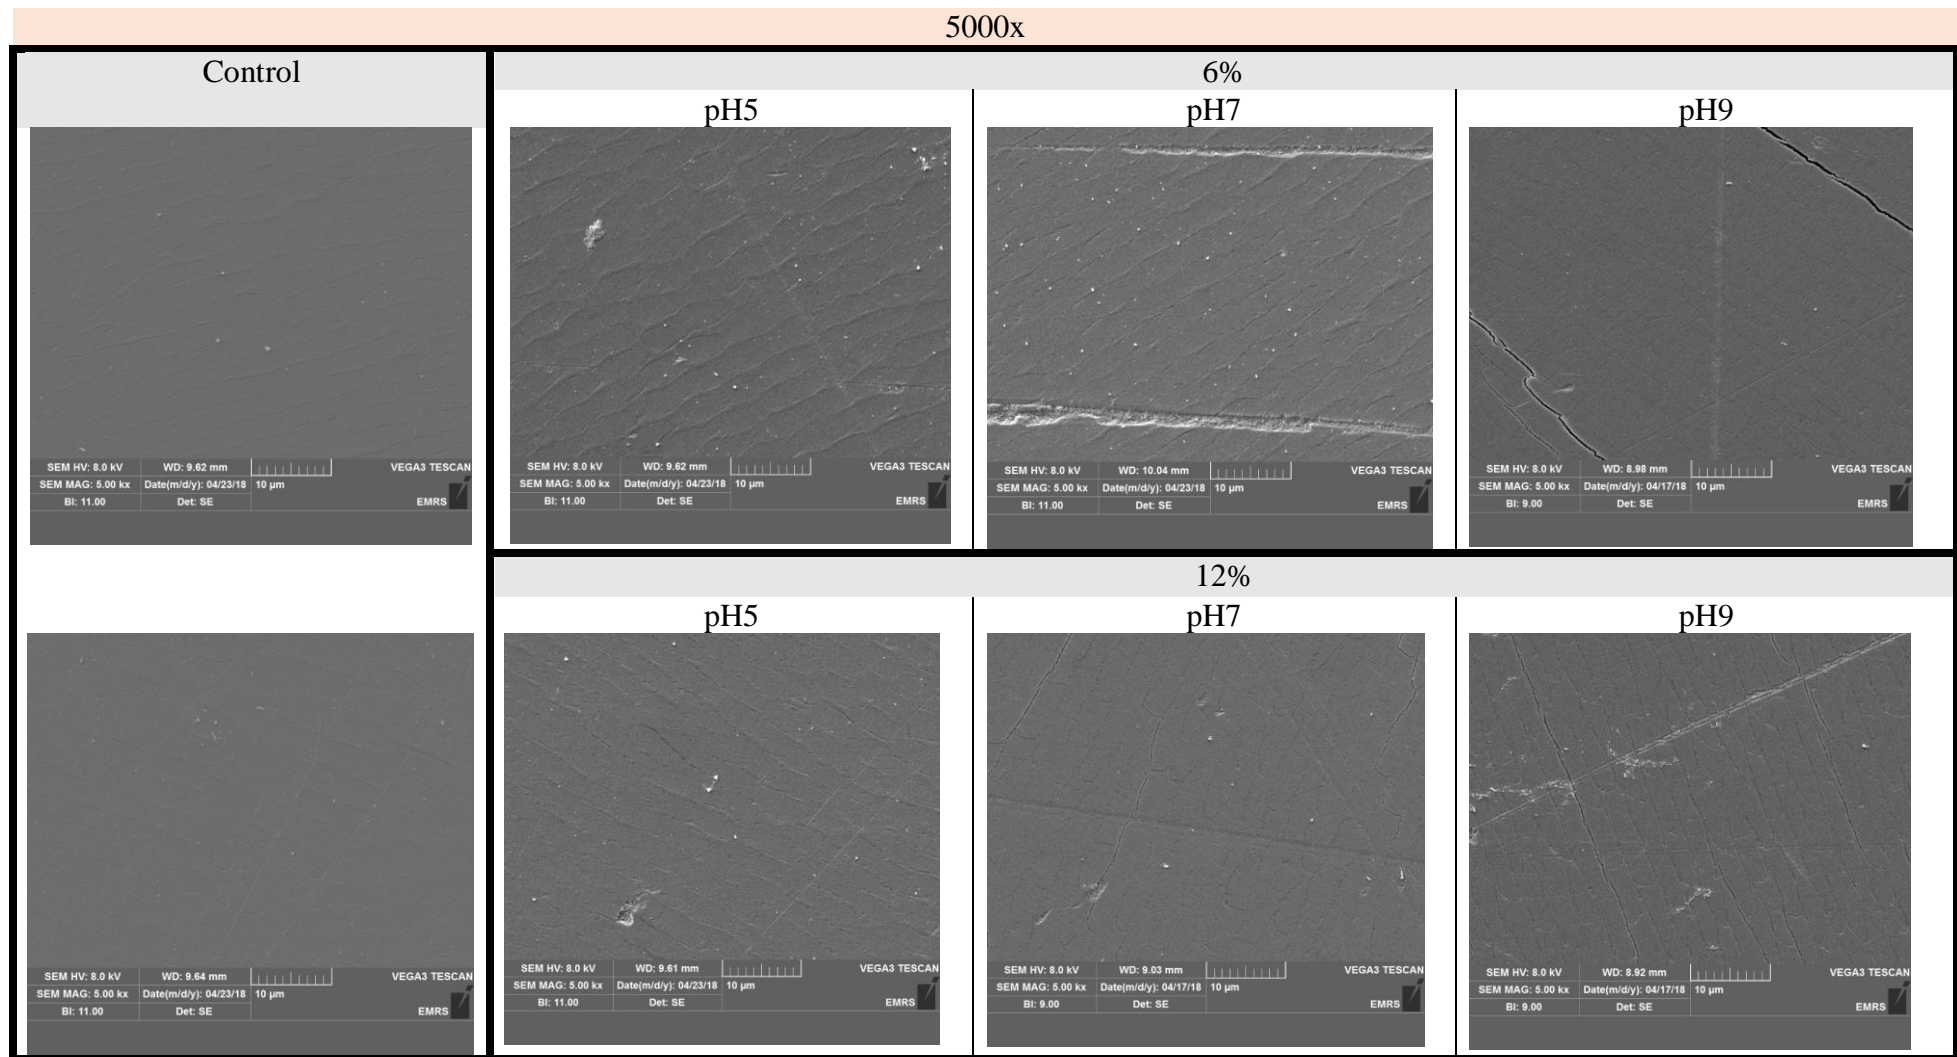 5000x
Control
6%
pH5
pH7
pH9
SEM HV: 8.0 kV WD: 9.62 mm VEGA3 TESCAN
SEM MAG: 5.00 kx Date(m/d/y): 04/23/18 10 µm
BI: 11.00 Det: SE EMRS
SEM HV: 8.0 kV WD: 9.62 mm VEGA3 TESCAN
SEM MAG: 5.00 kx Date(m/d/y): 04/23/18 10 µm
BI: 11.00 Det: SE EMRS
SEM HV: 8.0 kV WD: 10.04 mm VEGA3 TESCAN
SEM MAG: 5.00 kx Date(m/d/y): 04/23/18 10 µm
BI: 11.00 Det: SE EMRS
SEM HV: 8.0 kV WD: 8.98 mm VEGA3 TESCAN
SEM MAG: 5.00 kx Date(m/d/y): 04/17/18 10 µm
BI: 9.00 Det: SE EMRS
12%
pH5
pH7
pH9
SEM HV: 8.0 kV WD: 9.64 mm VEGA3 TESCAN
SEM MAG: 5.00 kx Date(m/d/y): 04/23/18 10 µm
BI: 11.00 Det: SE EMRS
SEM HV: 8.0 kV WD: 9.61 mm VEGA3 TESCAN
SEM MAG: 5.00 kx Date(m/d/y): 04/23/18 10 µm
BI: 11.00 Det: SE EMRS
SEM HV: 8.0 kV WD: 9.03 mm VEGA3 TESCAN
SEM MAG: 5.00 kx Date(m/d/y): 04/17/18 10 µm
BI: 9.00 Det: SE EMRS
SEM HV: 8.0 kV WD: 8.92 mm VEGA3 TESCAN
SEM MAG: 5.00 kx Date(m/d/y): 04/17/18 10 µm
BI: 9.00 Det: SE EMRS